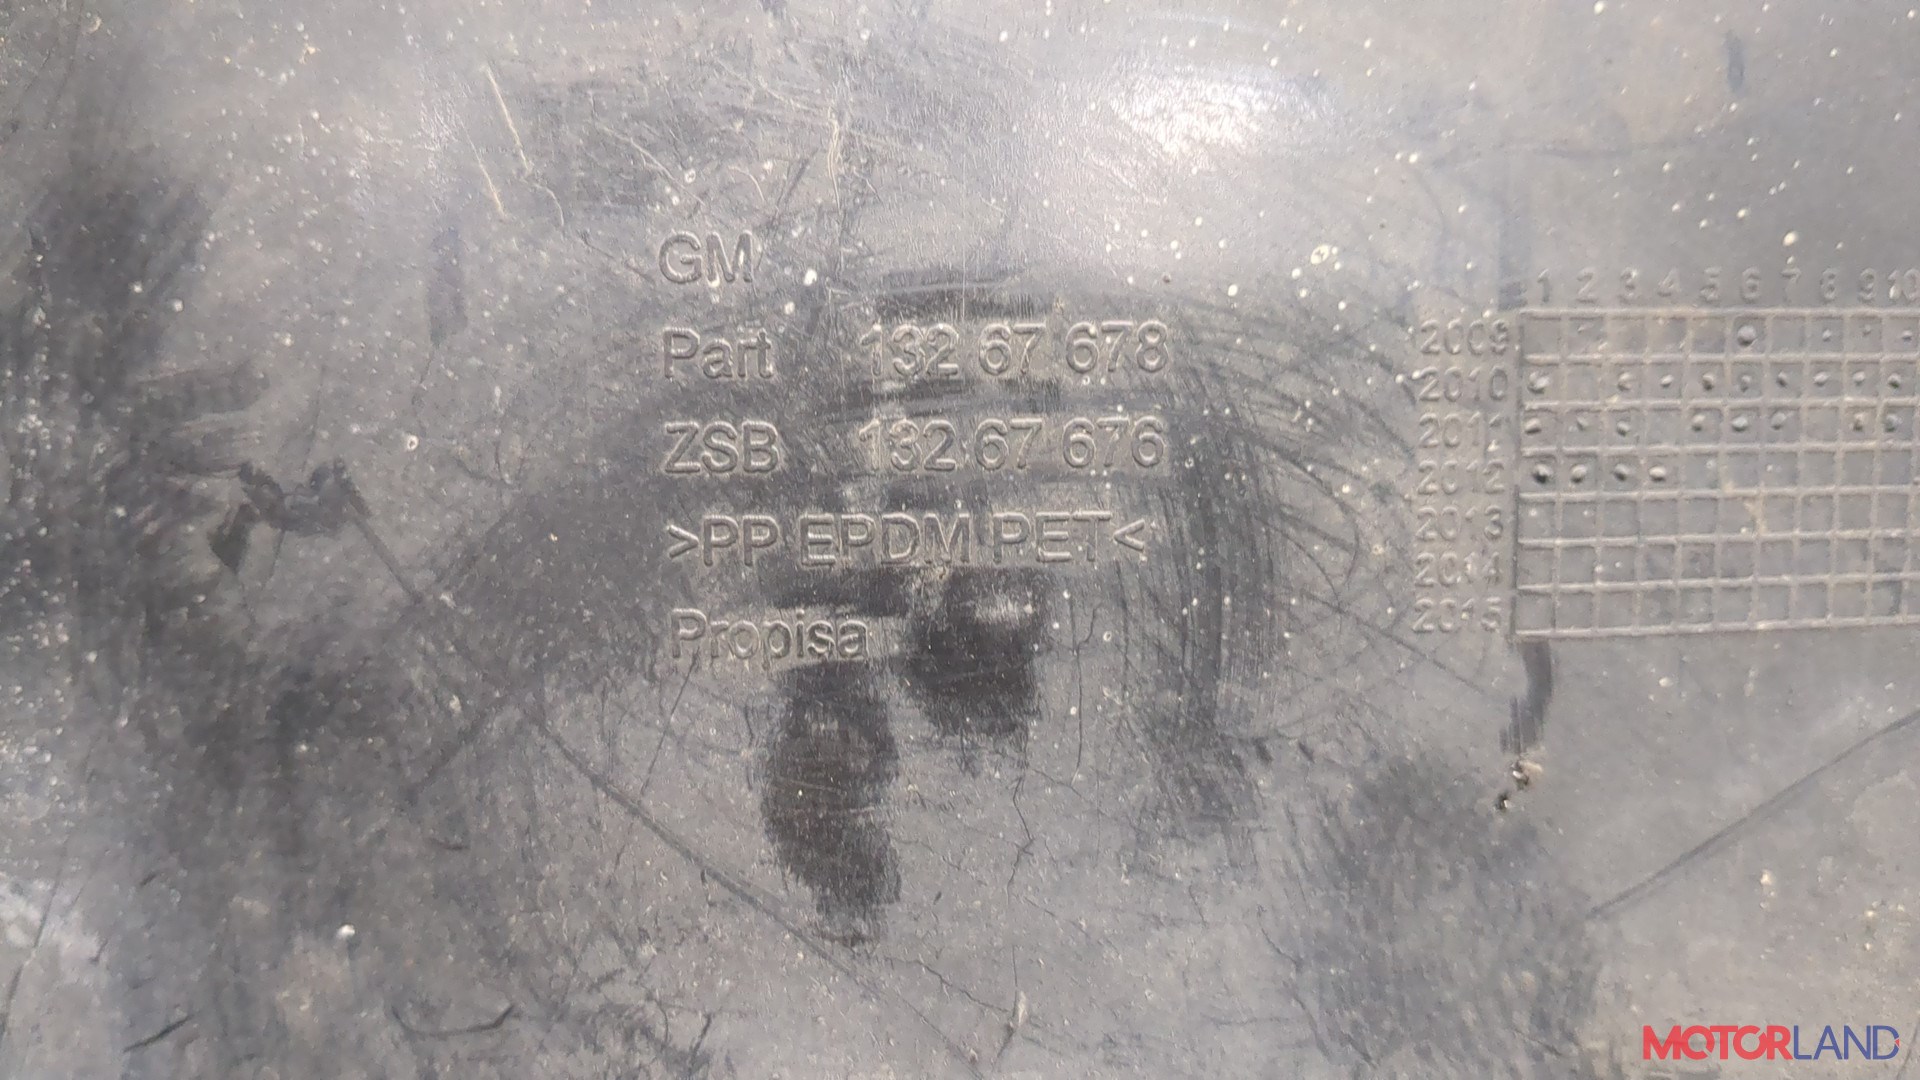 GM
Part 132 67 678
ZSB 132 67 676
>PP EPDM PET<
Propisa
1 2 3 4 5 6 7 8 9 10
2009
2010
2011
2012
2013
2014
2015
MOTORLAND